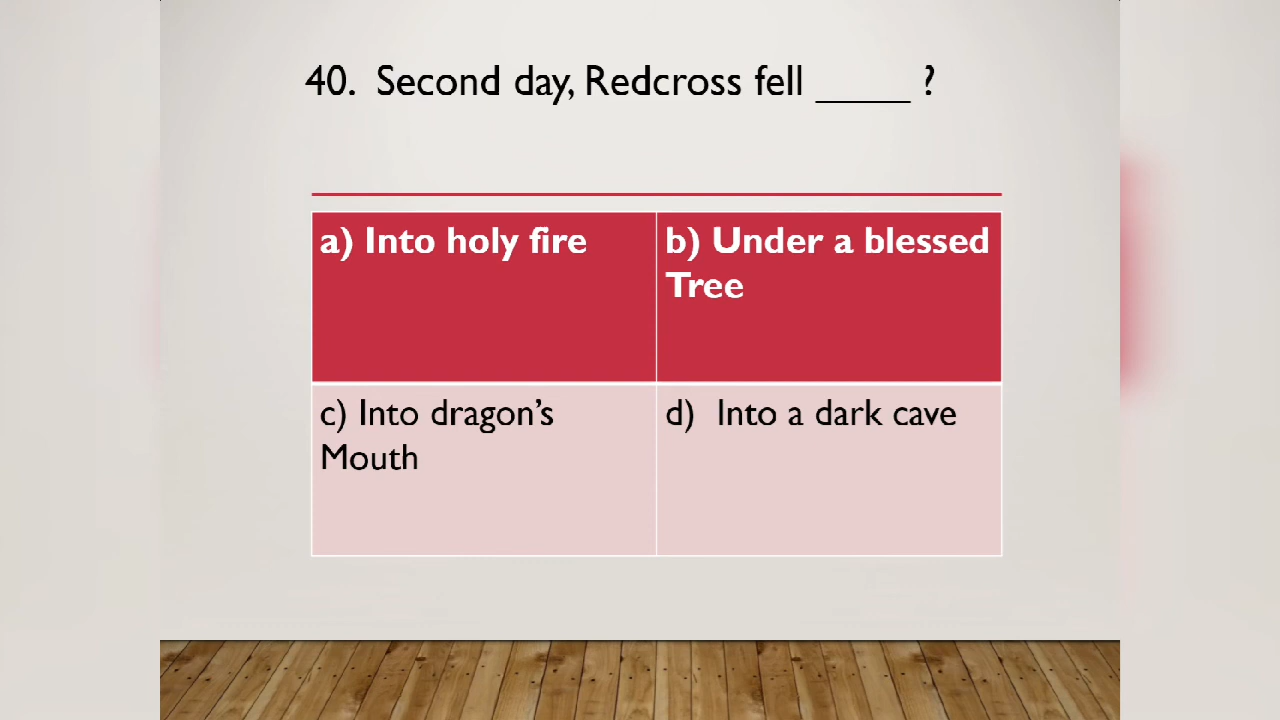 40. Second day, Redcross fell _____ ?
a) Into holy fire
b) Under a blessed
Tree
c) Into dragon’s
Mouth
d) Into a dark cave